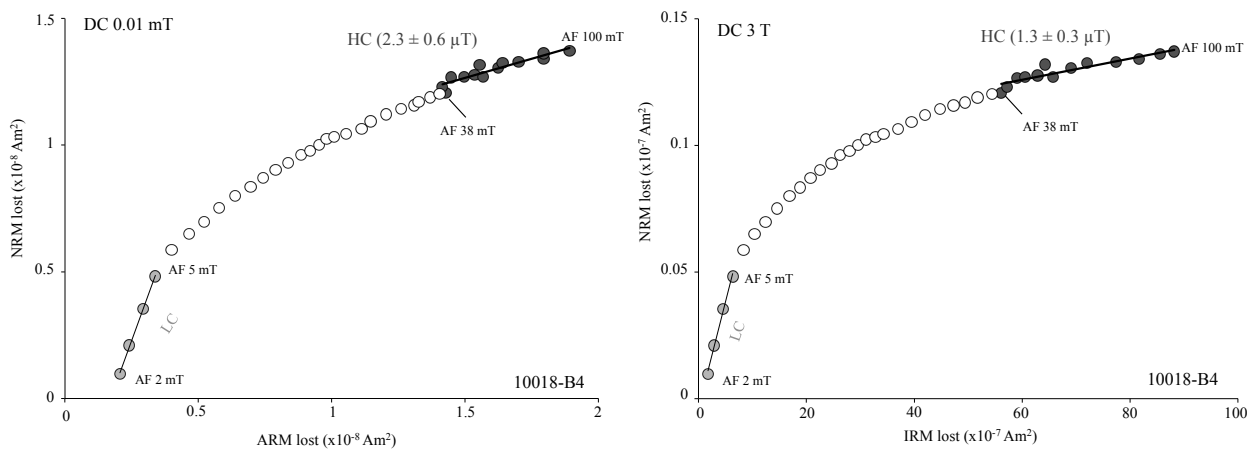 DC 0.01 mT
HC (2.3 ± 0.6 µT)
AF 100 mT
AF 38 mT
AF 5 mT
LC
AF 2 mT
10018-B4
1.5
1
0.5
0
0
0.5
1
1.5
2
NRM lost (x10⁻⁸ Am²)
ARM lost (x10⁻⁸ Am²)
DC 3 T
HC (1.3 ± 0.3 µT)
AF 100 mT
AF 38 mT
AF 5 mT
LC
AF 2 mT
10018-B4
0.15
0.1
0.05
0
0
20
40
60
80
100
NRM lost (x10⁻⁷ Am²)
IRM lost (x10⁻⁷ Am²)